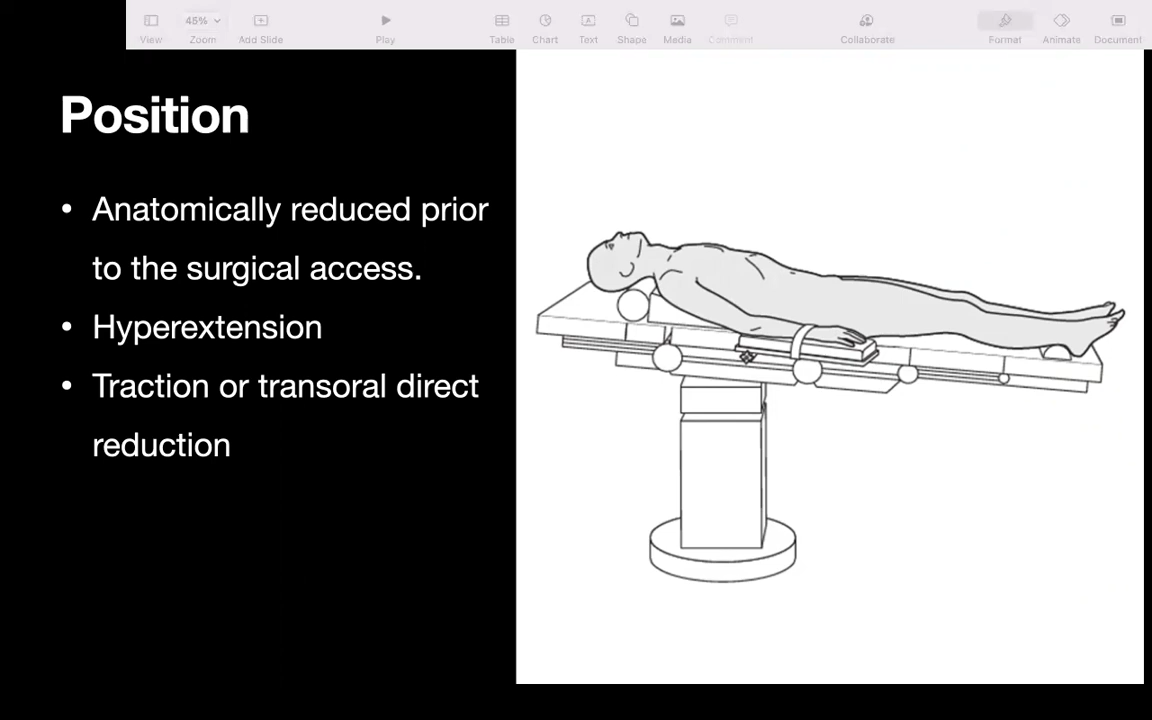 45%
View
Zoom
Add Slide
Play
Table
Chart
Text
Shape
Media
Comment
Collaborate
Format
Animate
Document
Position
• Anatomically reduced prior
to the surgical access.
• Hyperextension
• Traction or transoral direct
reduction